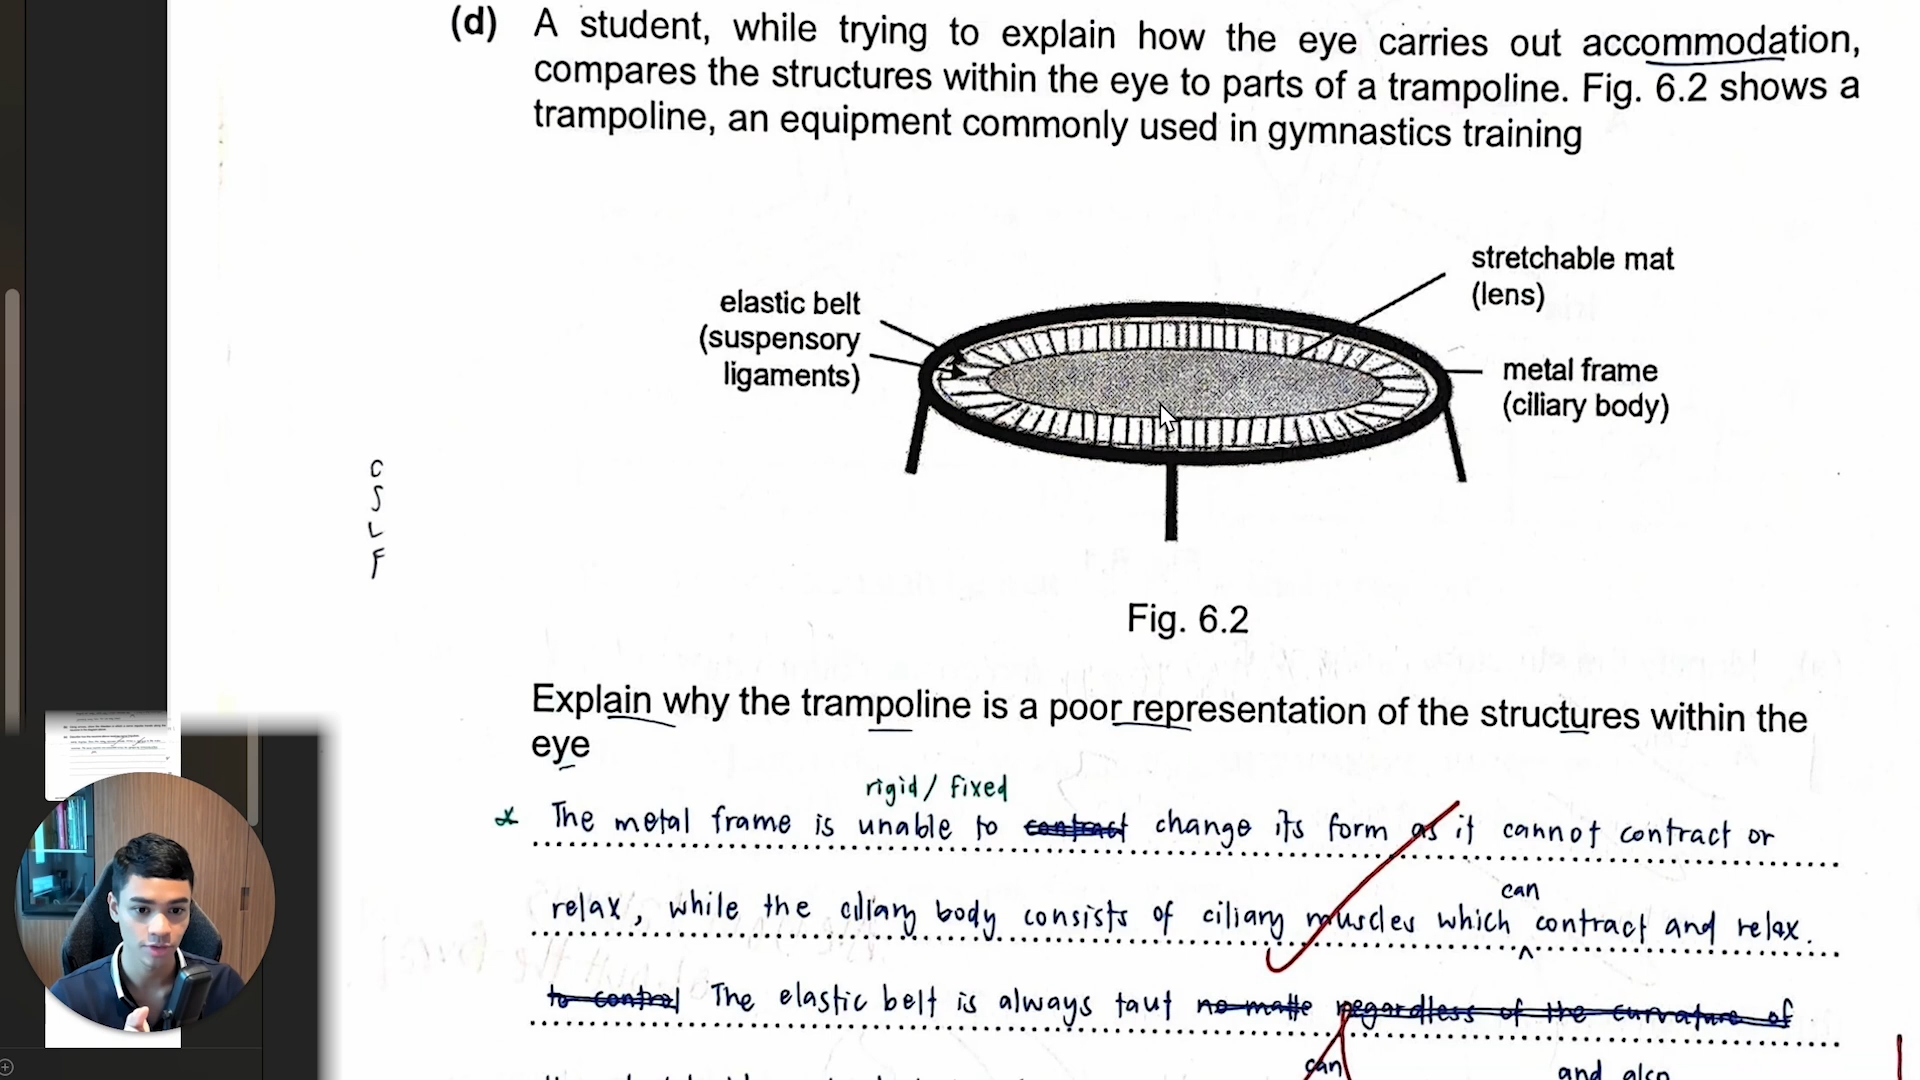 (d) A student, while trying to explain how the eye carries out accommodation,
compares the structures within the eye to parts of a trampoline. Fig. 6.2 shows a
trampoline, an equipment commonly used in gymnastics training
stretchable mat
(lens)
elastic belt
(suspensory
ligaments)
metal frame
(ciliary body)
C
S
L
F
Fig. 6.2
Explain why the trampoline is a poor representation of the structures within the
eye
rigid / fixed
The metal frame is unable to contract change its form as it cannot contract or
can
relax, while the ciliary body consists of ciliary muscles which contract and relax.
to control The elastic belt is always taut no matte regardless of the curvature of
can and also